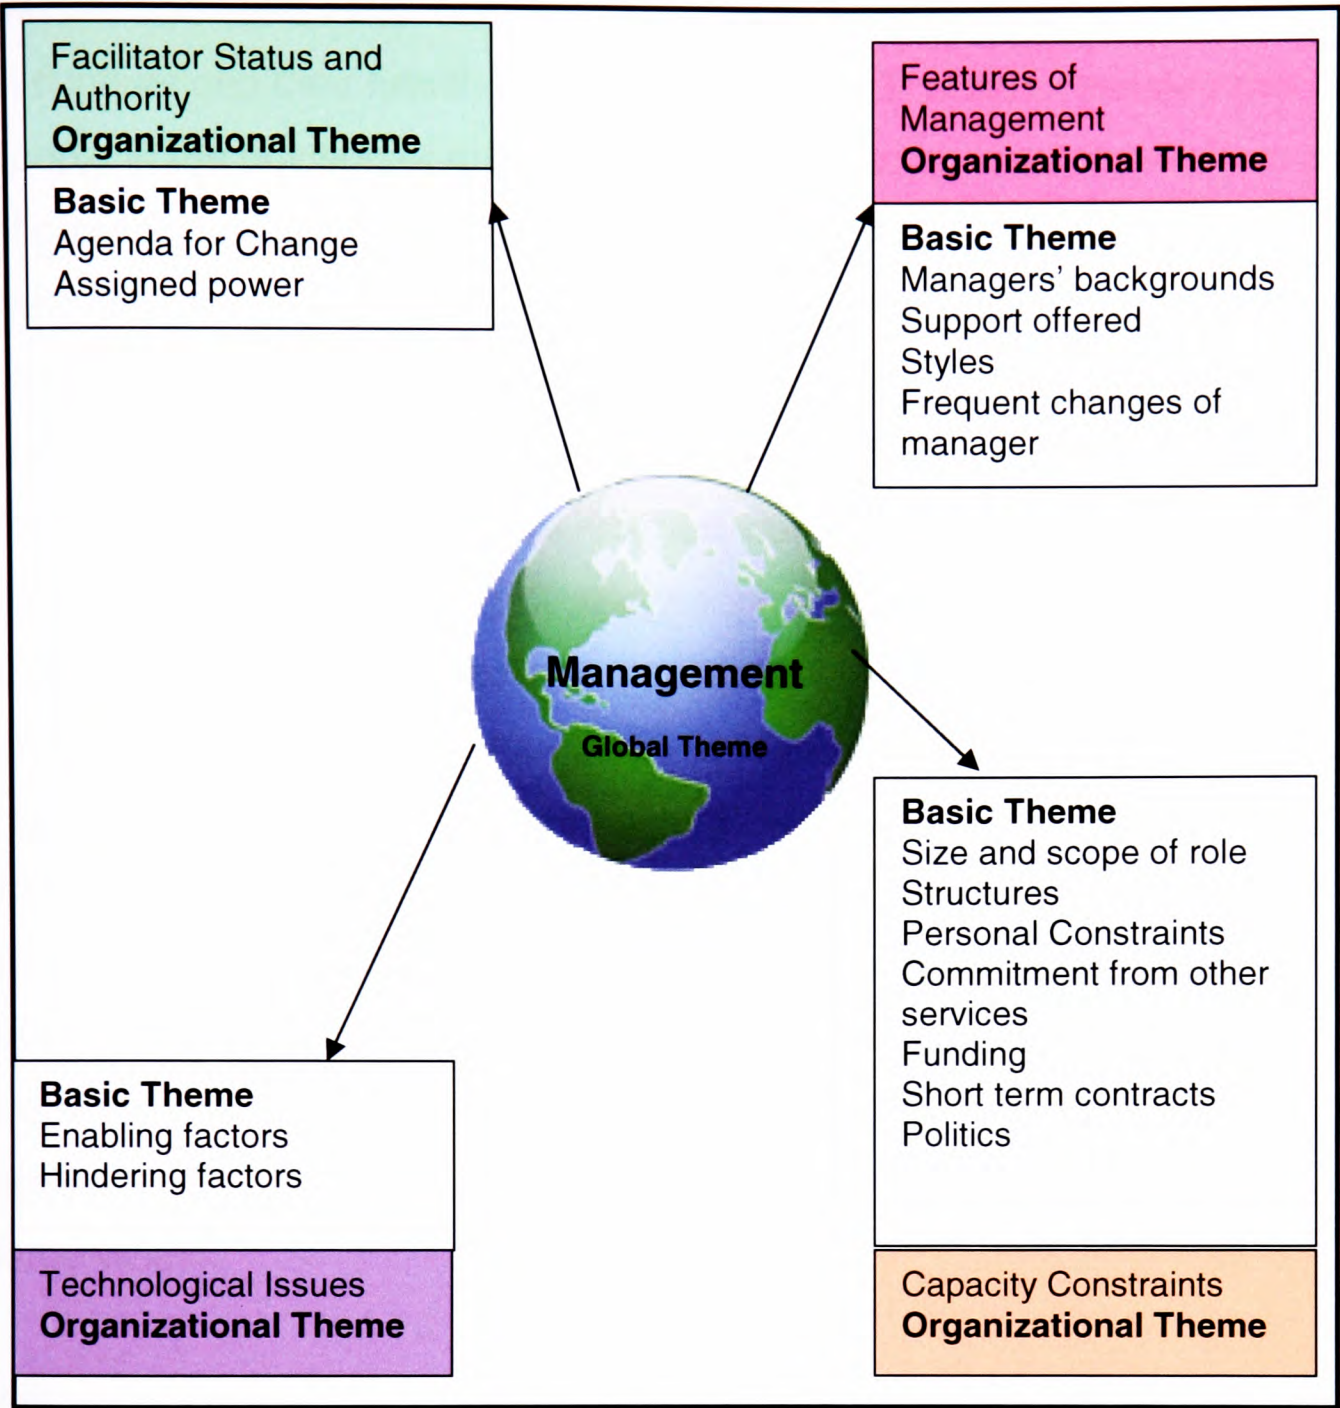 Facilitator Status and
Authority
Organizational Theme
Basic Theme
Agenda for Change
Assigned power
Features of
Management
Organizational Theme
Basic Theme
Managers’ backgrounds
Support offered
Styles
Frequent changes of
manager
Management
Global Theme
Basic Theme
Enabling factors
Hindering factors
Technological Issues
Organizational Theme
Basic Theme
Size and scope of role
Structures
Personal Constraints
Commitment from other
services
Funding
Short term contracts
Politics
Capacity Constraints
Organizational Theme